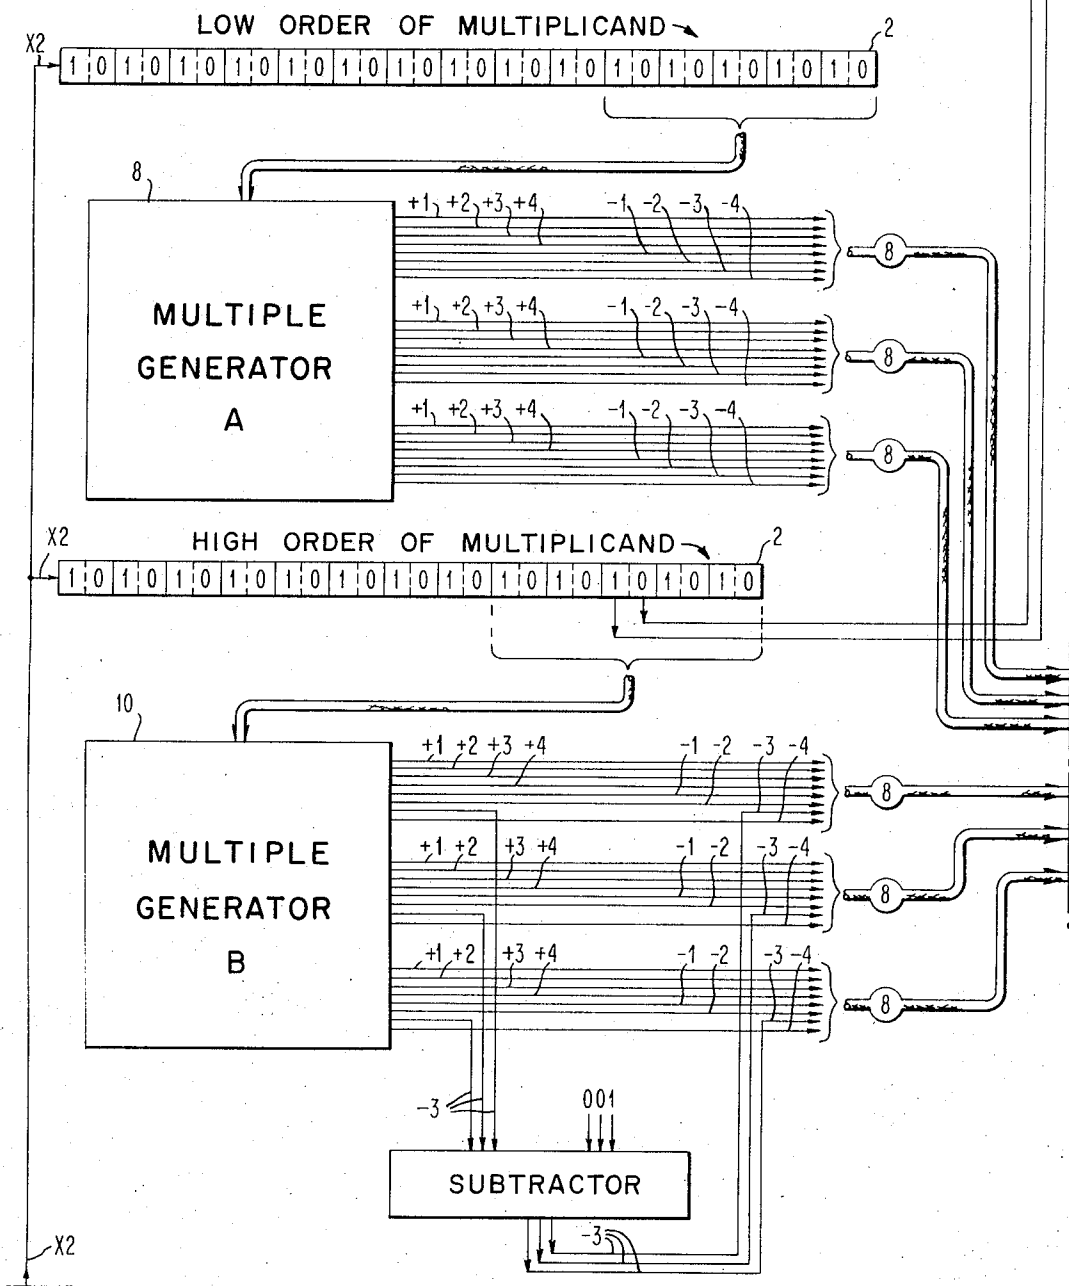 LOW ORDER OF MULTIPLICAND
2
X2
1 0 1 0 1 0 1 0 1 0 1 0 1 0 1 0 1 0 1 0 1 0 1 0 1 0 1 0 1 0
8
+1 +2 +3 +4 -1 -2 -3 -4
8
MULTIPLE
GENERATOR
A
+1 +2 +3 +4 -1 -2 -3 -4
8
+1 +2 +3 +4 -1 -2 -3 -4
8
HIGH ORDER OF MULTIPLICAND
2
X2
1 0 1 0 1 0 1 0 1 0 1 0 1 0 1 0 1 0 1 0 1 0 1 0 1 0
10
+1 +2 +3 +4 -1 -2 -3 -4
8
MULTIPLE
GENERATOR
B
+1 +2 +3 +4 -1 -2 -3 -4
8
+1 +2 +3 +4 -1 -2 -3 -4
8
-3
001
SUBTRACTOR
-3
X2